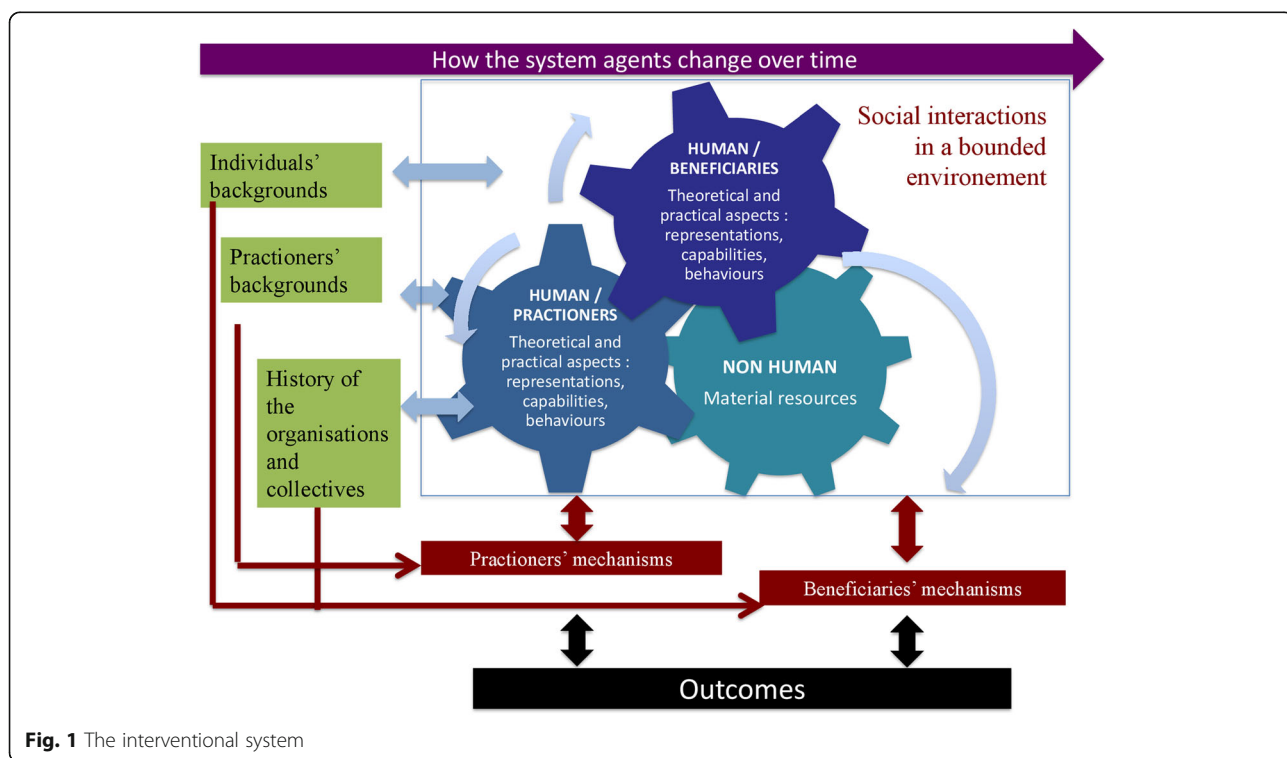 How the system agents change over time
Social interactions
in a bounded
environement
Individuals'
backgrounds
Practioners'
backgrounds
History of
the
organisations
and
collectives
HUMAN /
BENEFICIARIES
Theoretical and
practical aspects :
representations,
capabilities,
behaviours
HUMAN /
PRACTIONERS
Theoretical and
practical aspects :
representations,
capabilities,
behaviours
NON HUMAN
Material resources
Practioners' mechanisms
Beneficiaries' mechanisms
Outcomes
Fig. 1 The interventional system